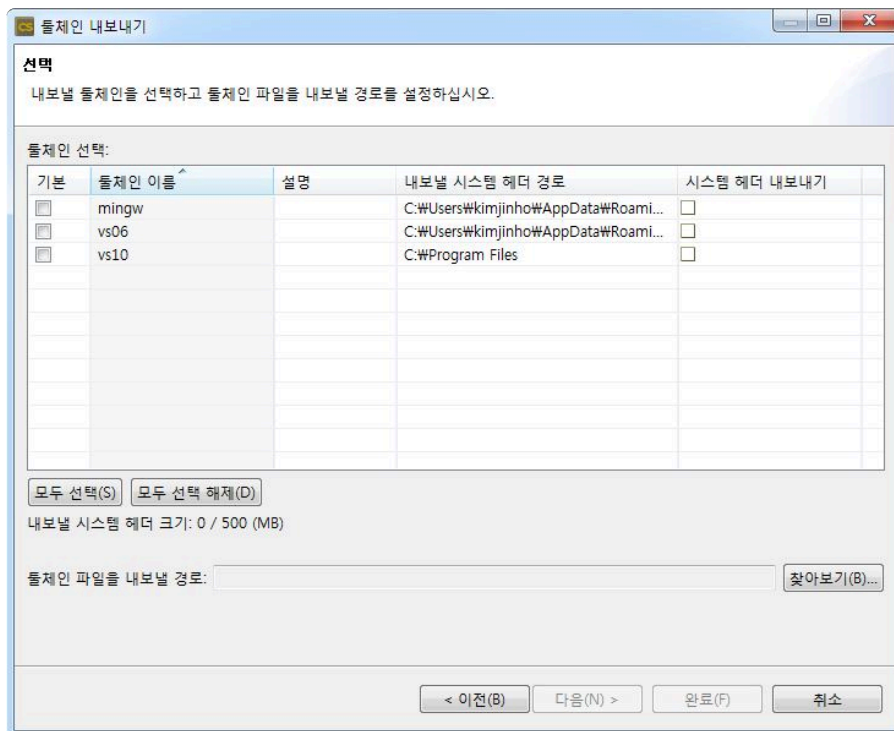 CS 툴체인 내보내기
선택
내보낼 툴체인을 선택하고 툴체인 파일을 내보낼 경로를 설정하십시오.
툴체인 선택:
기본 툴체인 이름 설명 내보낼 시스템 헤더 경로 시스템 헤더 내보내기
mingw C:₩Users₩kimjinho₩AppData₩Roami...
vs06 C:₩Users₩kimjinho₩AppData₩Roami...
vs10 C:₩Program Files
모두 선택(S) 모두 선택 해제(D)
내보낼 시스템 헤더 크기: 0 / 500 (MB)
툴체인 파일을 내보낼 경로: 찾아보기(B)...
< 이전(B) 다음(N) > 완료(F) 취소